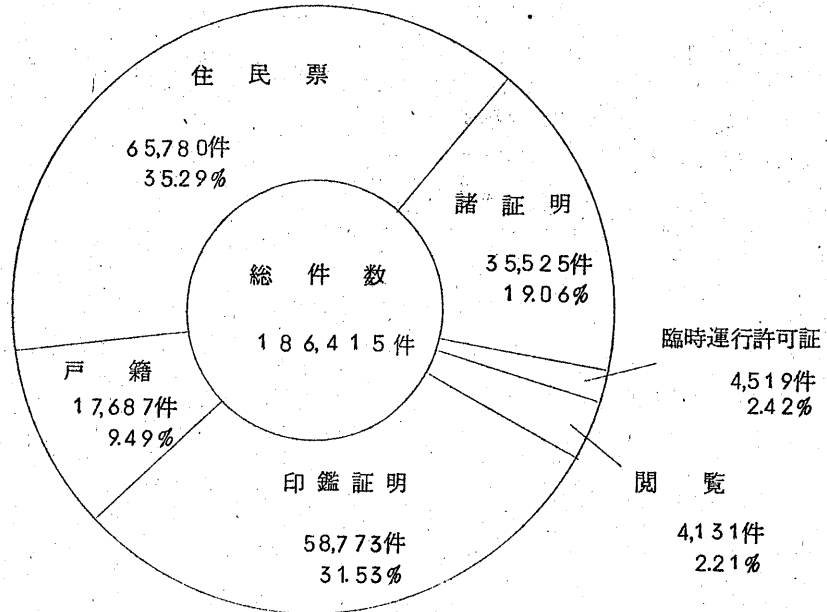 住民票
65,780件
35.29%
諸証明
35,525件
19.06%
総件数
186,415件
臨時運行許可証
4,519件
2.42%
戸籍
17,687件
9.49%
印鑑証明
58,773件
31.53%
閲覧
4,131件
2.21%